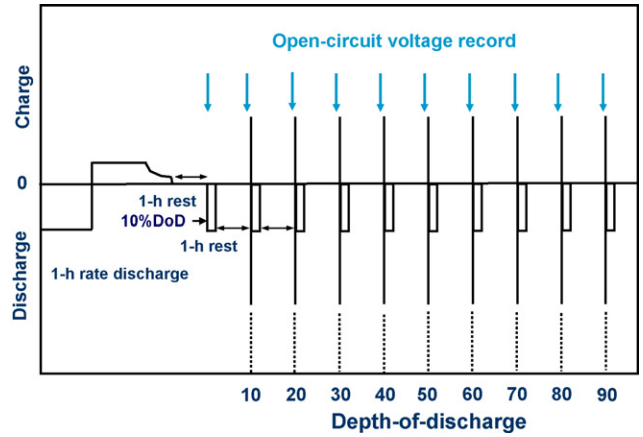 Open-circuit voltage record
Charge
0
Discharge
1-h rest
10%DoD
1-h rest
1-h rate discharge
10 20 30 40 50 60 70 80 90
Depth-of-discharge